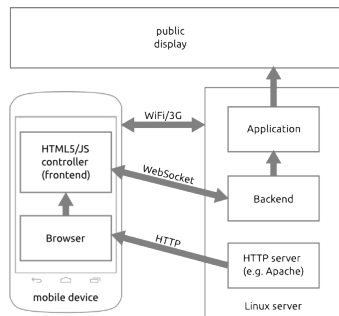 public
display
WiFi/3G
Application
HTML5/JS
controller
(frontend)
WebSocket
Backend
Browser
HTTP
HTTP server
(e.g. Apache)
mobile device
Linux server